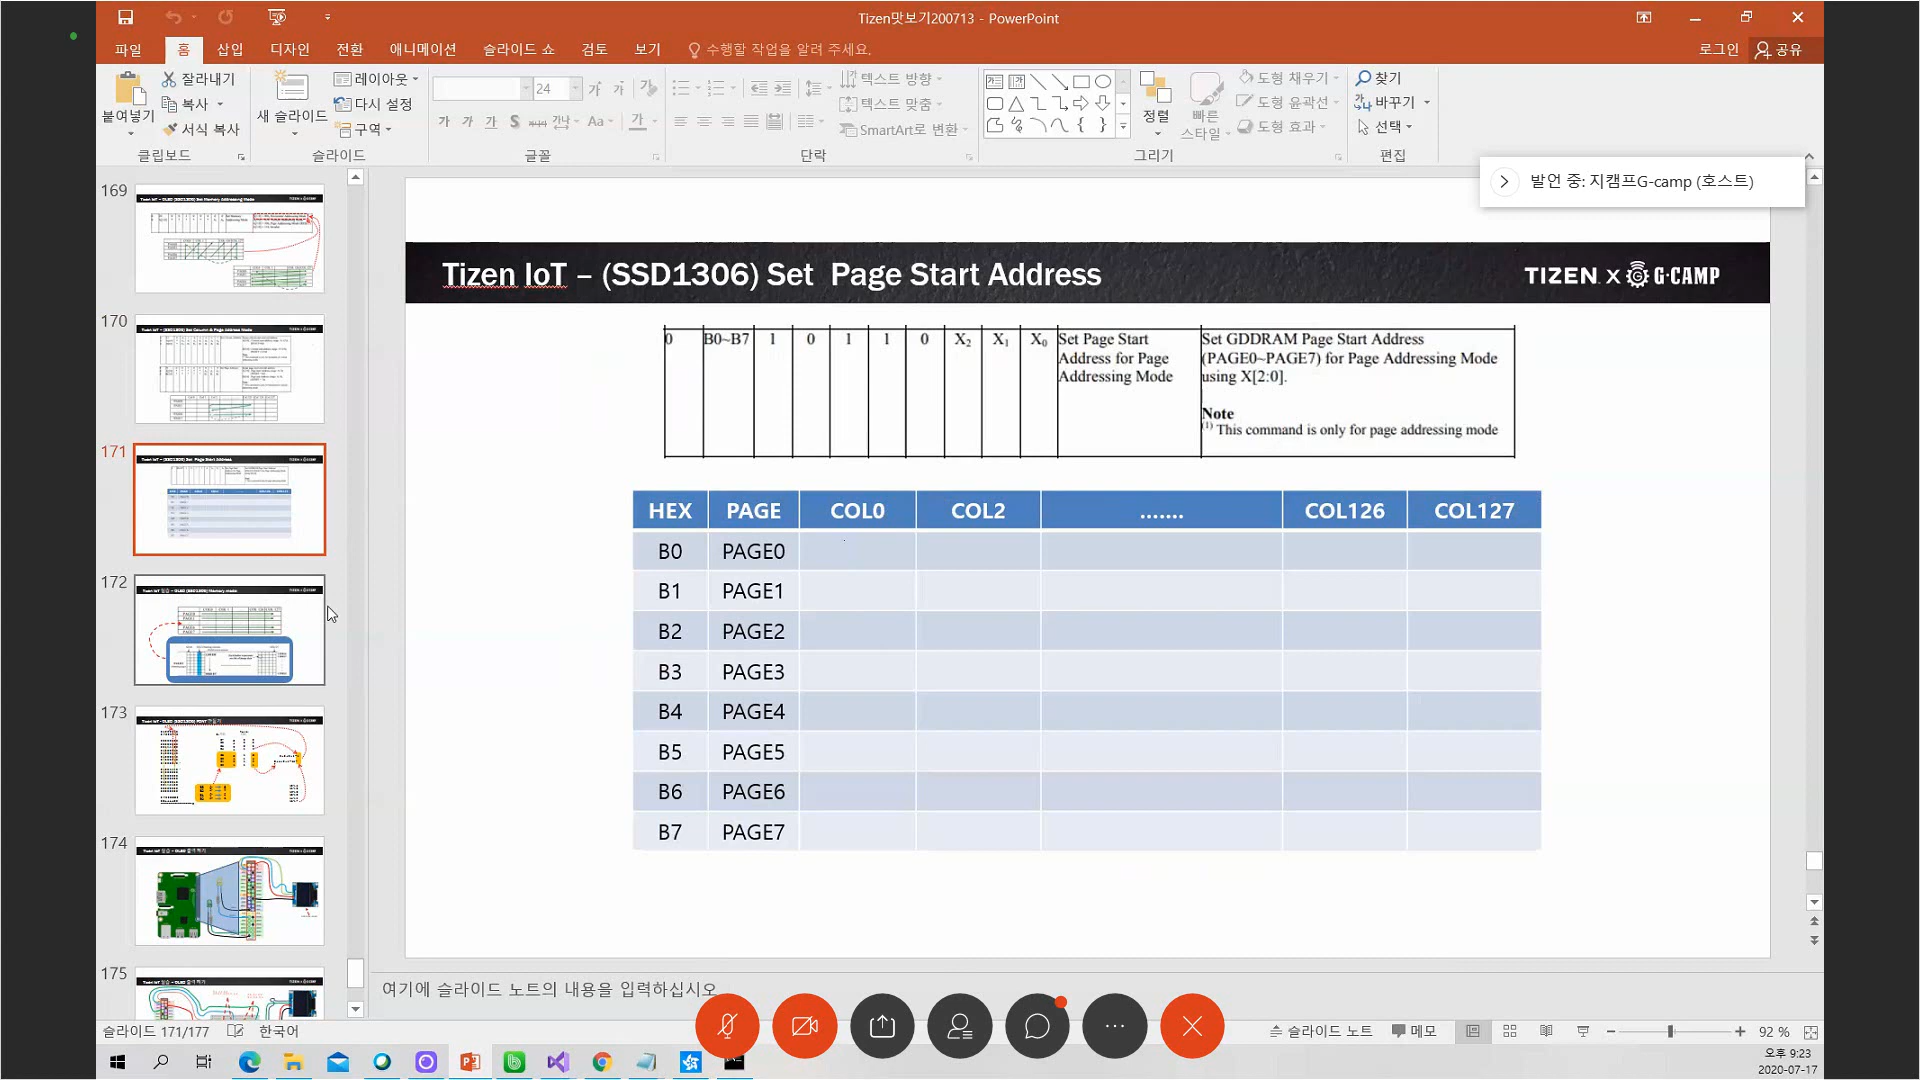 Tizen맛보기200713 - PowerPoint
파일 홈 삽입 디자인 전환 애니메이션 슬라이드 쇼 검토 보기 수행할 작업을 알려 주세요. 로그인 공유
붙여넣기
잘라내기
복사
서식 복사
클립보드
새 슬라이드
레이아웃
다시 설정
구역
슬라이드
24
가 가 가 S 간 Aa 가
글꼴
텍스트 방향
텍스트 맞춤
SmartArt로 변환
단락
정렬
빠른 스타일
도형 채우기
도형 윤곽선
도형 효과
그리기
찾기
바꾸기
선택
편집
발언 중: 지캠프G-camp (호스트)
169
170
171
172
173
174
175
Tizen IoT – (SSD1306) Set Page Start Address
TIZEN x G·CAMP
0 B0~B7 1 0 1 1 0 X2 X1 X0 Set Page Start Address for Page Addressing Mode
Set GDDRAM Page Start Address
(PAGE0~PAGE7) for Page Addressing Mode
using X[2:0].
Note
(1) This command is only for page addressing mode
HEX PAGE COL0 COL2 ....... COL126 COL127
B0 PAGE0
B1 PAGE1
B2 PAGE2
B3 PAGE3
B4 PAGE4
B5 PAGE5
B6 PAGE6
B7 PAGE7
여기에 슬라이드 노트의 내용을 입력하십시오
슬라이드 171/177 한국어 슬라이드 노트 메모 92 %
오후 9:23
2020-07-17